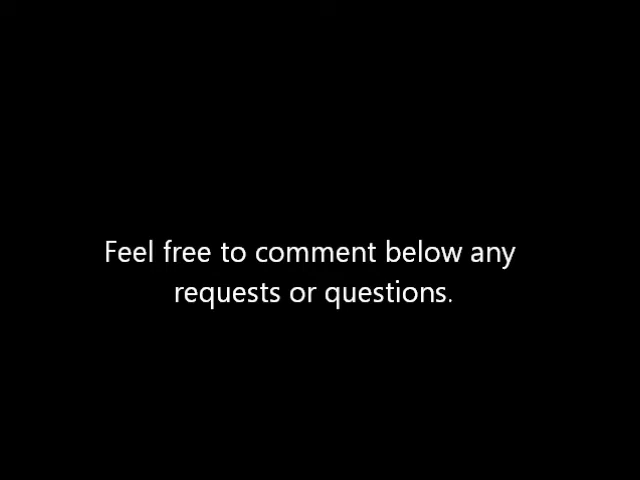 Feel free to comment below any
requests or questions.